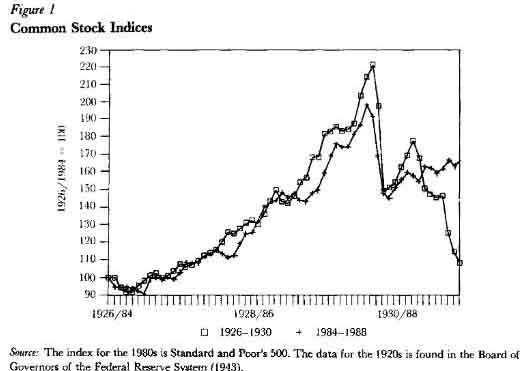 Figure 1
Common Stock Indices
230
220
210
200
190
180
170
160
150
140
130
120
110
100
90
1926/1984 = 100
1926/84 1928/86 1930/88
□ 1926–1930 + 1984–1988
Source: The index for the 1980s is Standard and Poor's 500. The data for the 1920s is found in the Board of
Governors of the Federal Reserve System (1943).